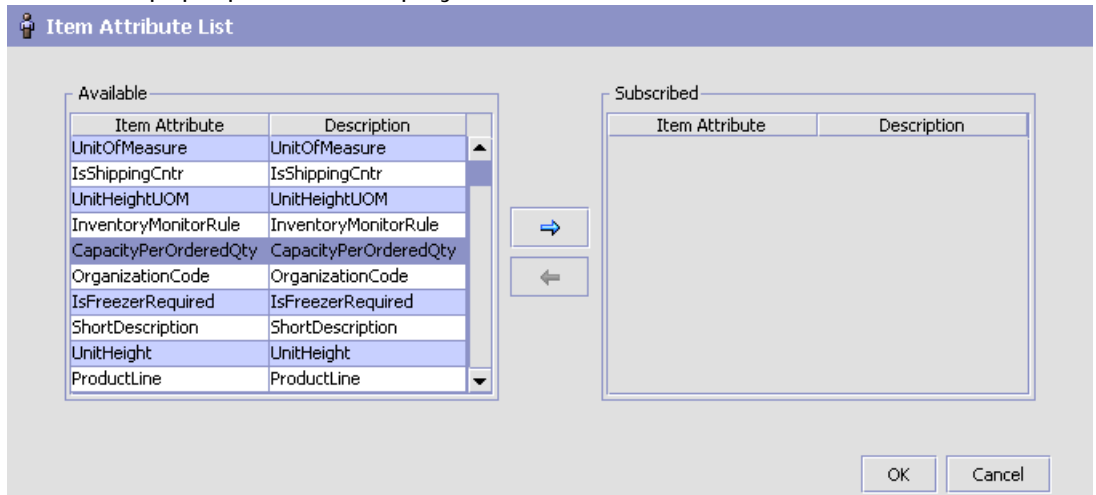 Item Attribute List
Available
Item Attribute Description
UnitOfMeasure UnitOfMeasure
IsShippingCntr IsShippingCntr
UnitHeightUOM UnitHeightUOM
InventoryMonitorRule InventoryMonitorRule
CapacityPerOrderedQty CapacityPerOrderedQty
OrganizationCode OrganizationCode
IsFreezerRequired IsFreezerRequired
ShortDescription ShortDescription
UnitHeight UnitHeight
ProductLine ProductLine
Subscribed
Item Attribute Description
OK Cancel